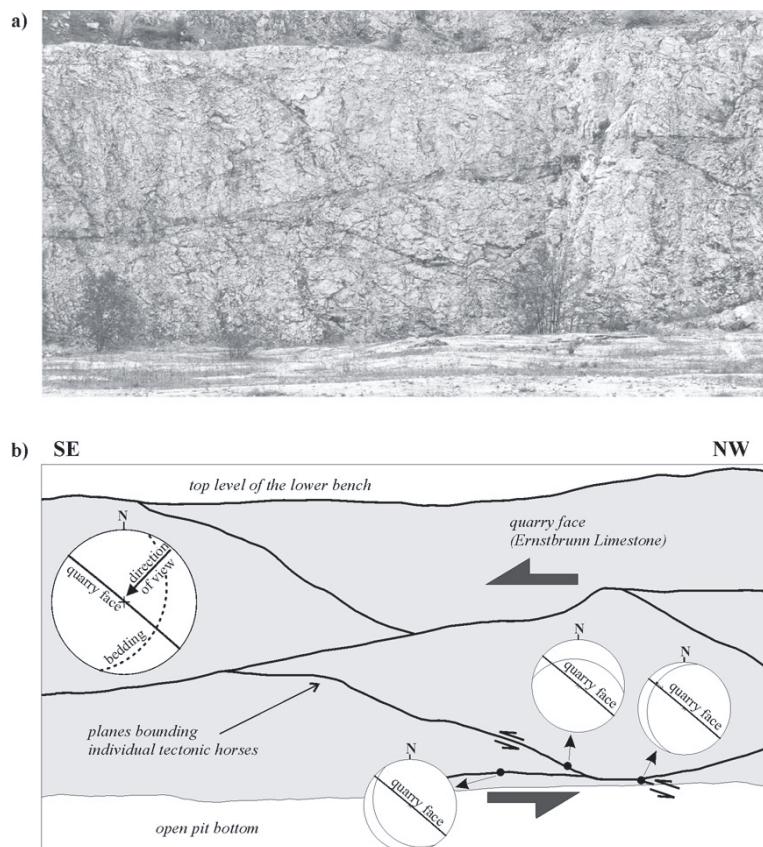 a)
b)
SE
NW
top level of the lower bench
quarry face
(Ernstbrunn Limestone)
N
direction
of view
quarry face
bedding
planes bounding
individual tectonic horses
N
quarry face
N
quarry face
N
quarry face
open pit bottom